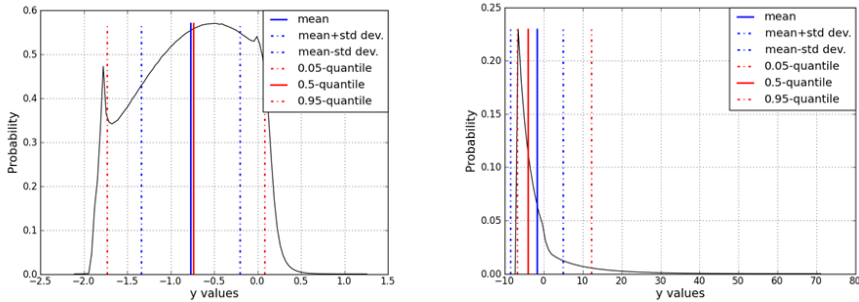 0.6
0.5
0.4
0.3
0.2
0.1
0.0
Probability
-2.5 -2.0 -1.5 -1.0 -0.5 0.0 0.5 1.0 1.5
y values
mean
mean+std dev.
mean-std dev.
0.05-quantile
0.5-quantile
0.95-quantile
0.25
0.20
0.15
0.10
0.05
0.00
Probability
-10 0 10 20 30 40 50 60 70 80
y values
mean
mean+std dev.
mean-std dev.
0.05-quantile
0.5-quantile
0.95-quantile